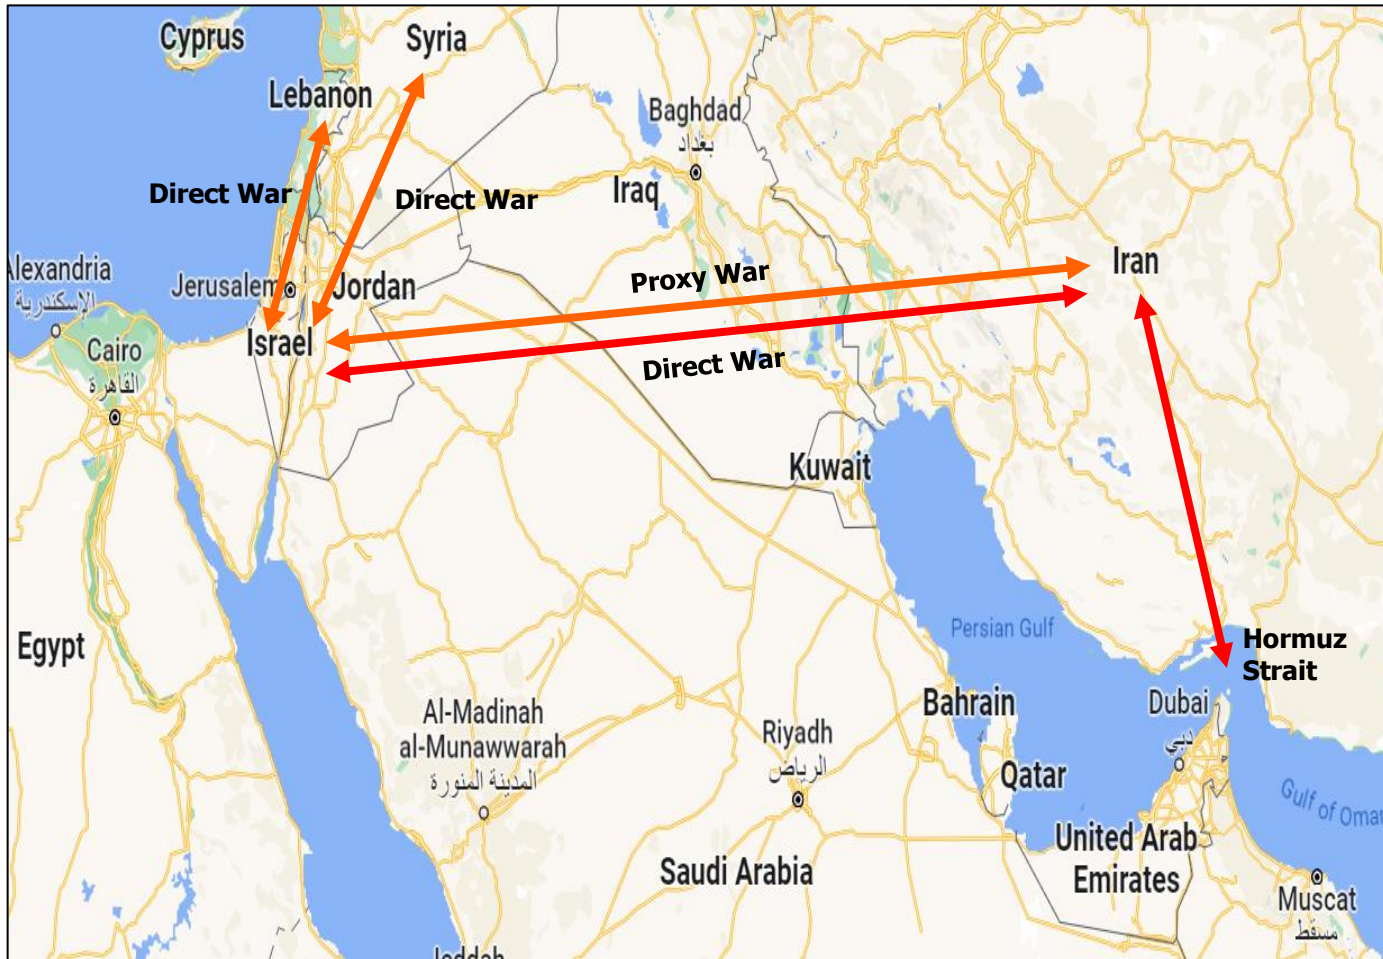 Cyprus
Syria
Lebanon
Baghdad
بغداد
Direct War
Direct War
Iraq
Alexandria
الإسكندرية
Jerusalem
Jordan
Proxy War
Iran
Israel
Cairo
القاهرة
Direct War
Kuwait
Egypt
Persian Gulf
Hormuz
Strait
Al-Madinah
al-Munawwarah
المدينة المنورة
Riyadh
الرياض
Bahrain
Dubai
دبي
Qatar
Gulf of Oma
United Arab
Emirates
Saudi Arabia
Muscat
مسقط
Jeddah